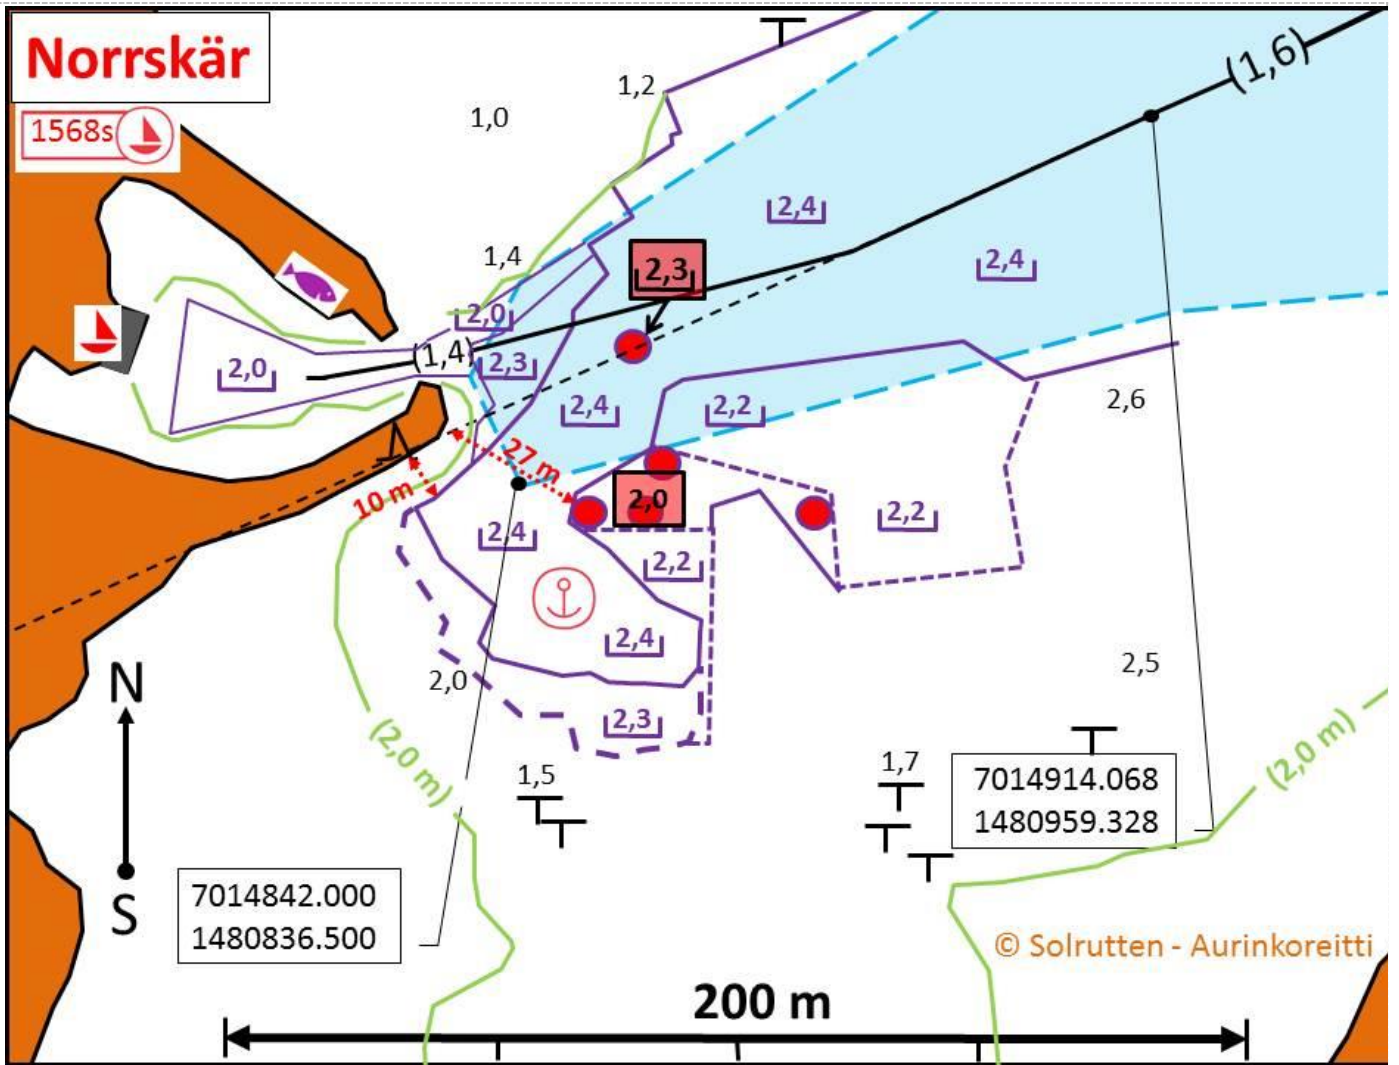 Norrskär
1568s
1,2
1,0
(1,6)
2,4
1,4
2,3
2,4
2,0
(1,4)
2,3
2,0
2,4
2,2
2,6
27 m
10 m
2,0
2,2
2,4
2,2
2,4
2,5
N
2,0
2,3
(2,0 m)
(2,0 m)
1,5
1,7
7014914.068
1480959.328
7014842.000
1480836.500
S
© Solrutten - Aurinkoreitti
200 m